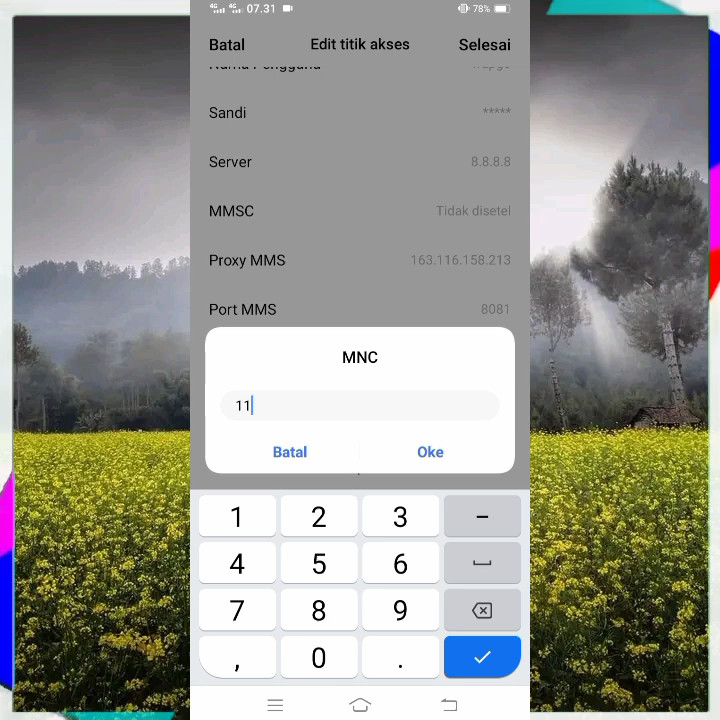 4G 4G 07.31 78%
Batal Edit titik akses Selesai
Nama Pengguna
Sandi *****
Server 8.8.8.8
MMSC Tidak disetel
Proxy MMS 163.116.158.213
Port MMS 8081
MNC
11
Batal Oke
1 2 3 -
4 5 6
7 8 9
, 0 .